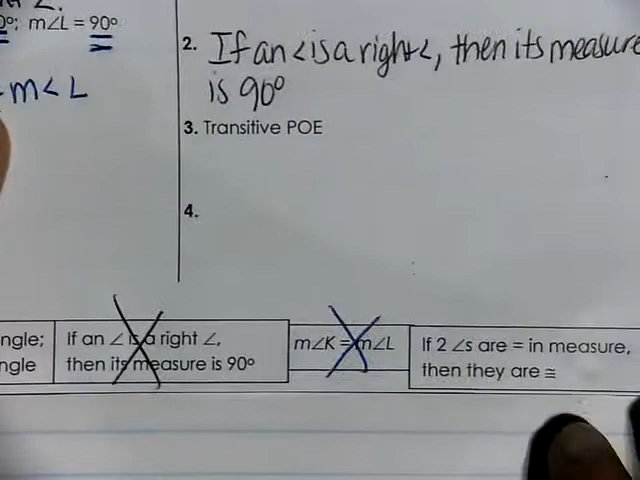 0°; m∠L = 90°
2. If an < is a right <, then its measure
is 90°
m< L
3. Transitive POE
4.
ngle;
ngle
If an ∠ is a right ∠,
then its measure is 90°
m∠K = m∠L
If 2 ∠s are = in measure,
then they are ≅